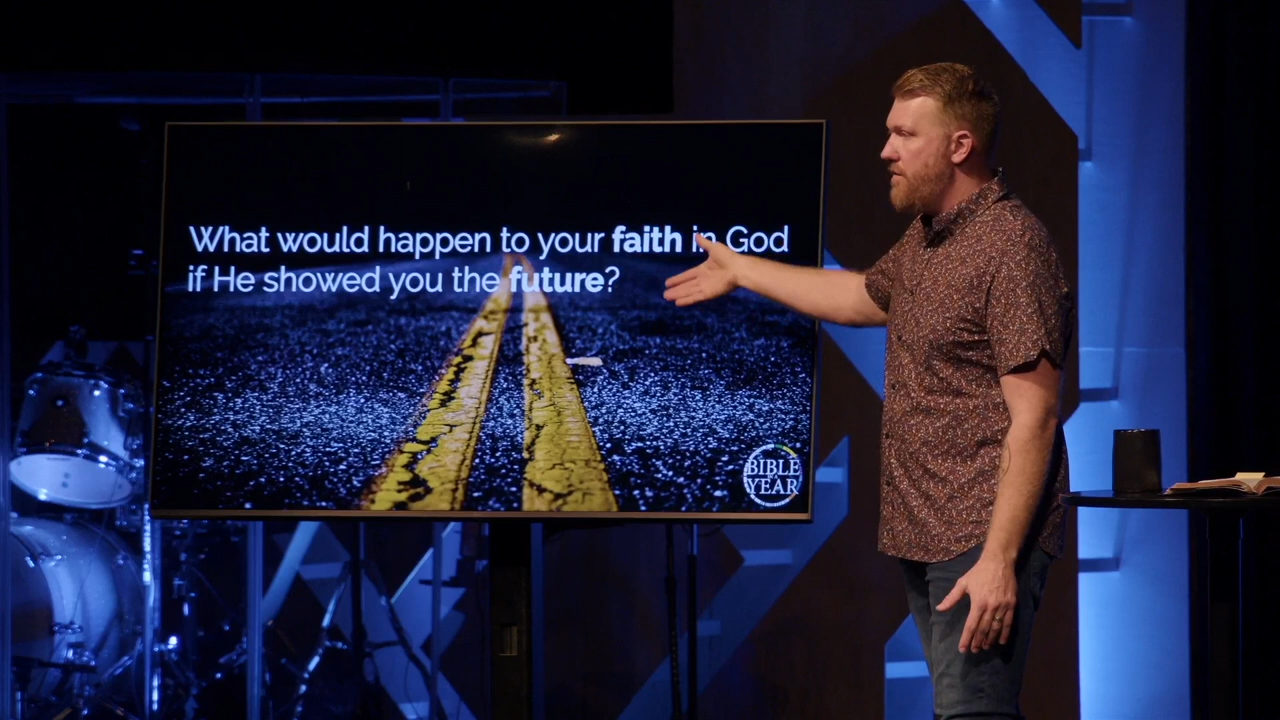 What would happen to your faith in God
if He showed you the future?
BIBLE
YEAR